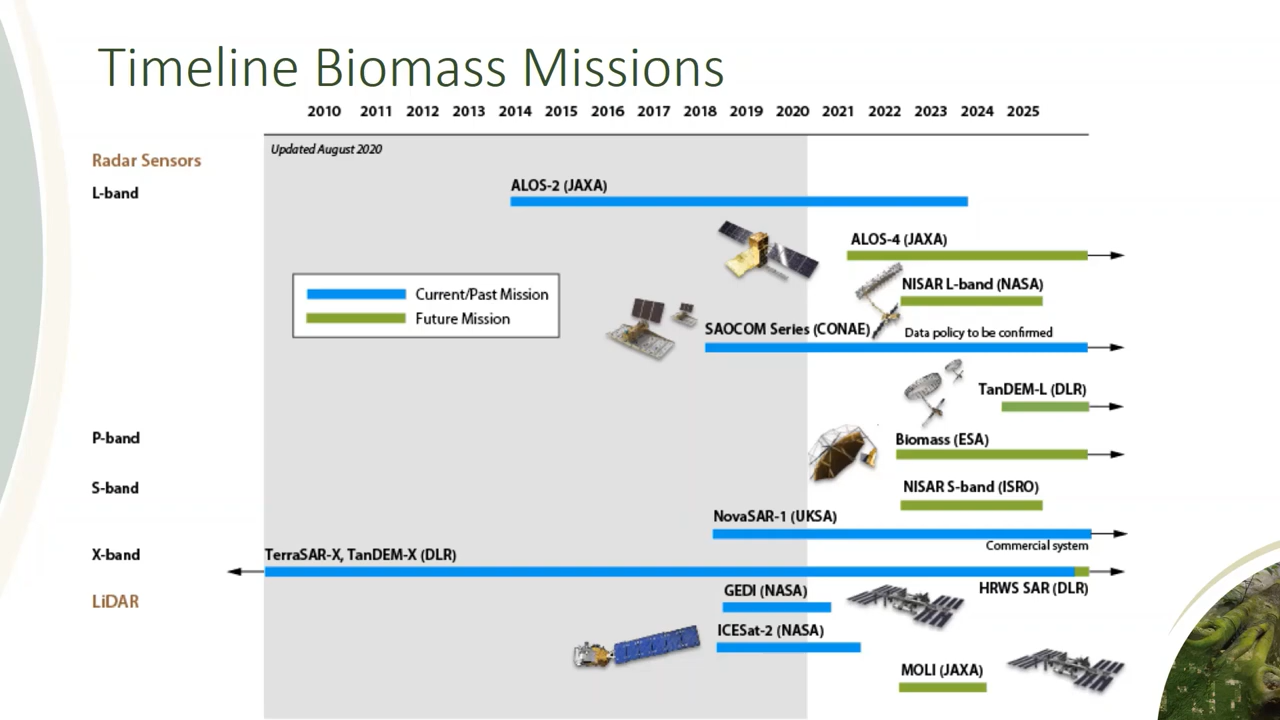 Timeline Biomass Missions
2010 2011 2012 2013 2014 2015 2016 2017 2018 2019 2020 2021 2022 2023 2024 2025
Updated August 2020
Radar Sensors
L-band
ALOS-2 (JAXA)
ALOS-4 (JAXA)
NISAR L-band (NASA)
Current/Past Mission
Future Mission
SAOCOM Series (CONAE)
Data policy to be confirmed
TanDEM-L (DLR)
P-band
Biomass (ESA)
S-band
NISAR S-band (ISRO)
NovaSAR-1 (UKSA)
Commercial system
X-band
TerraSAR-X, TanDEM-X (DLR)
HRWS SAR (DLR)
LiDAR
GEDI (NASA)
ICESat-2 (NASA)
MOLI (JAXA)